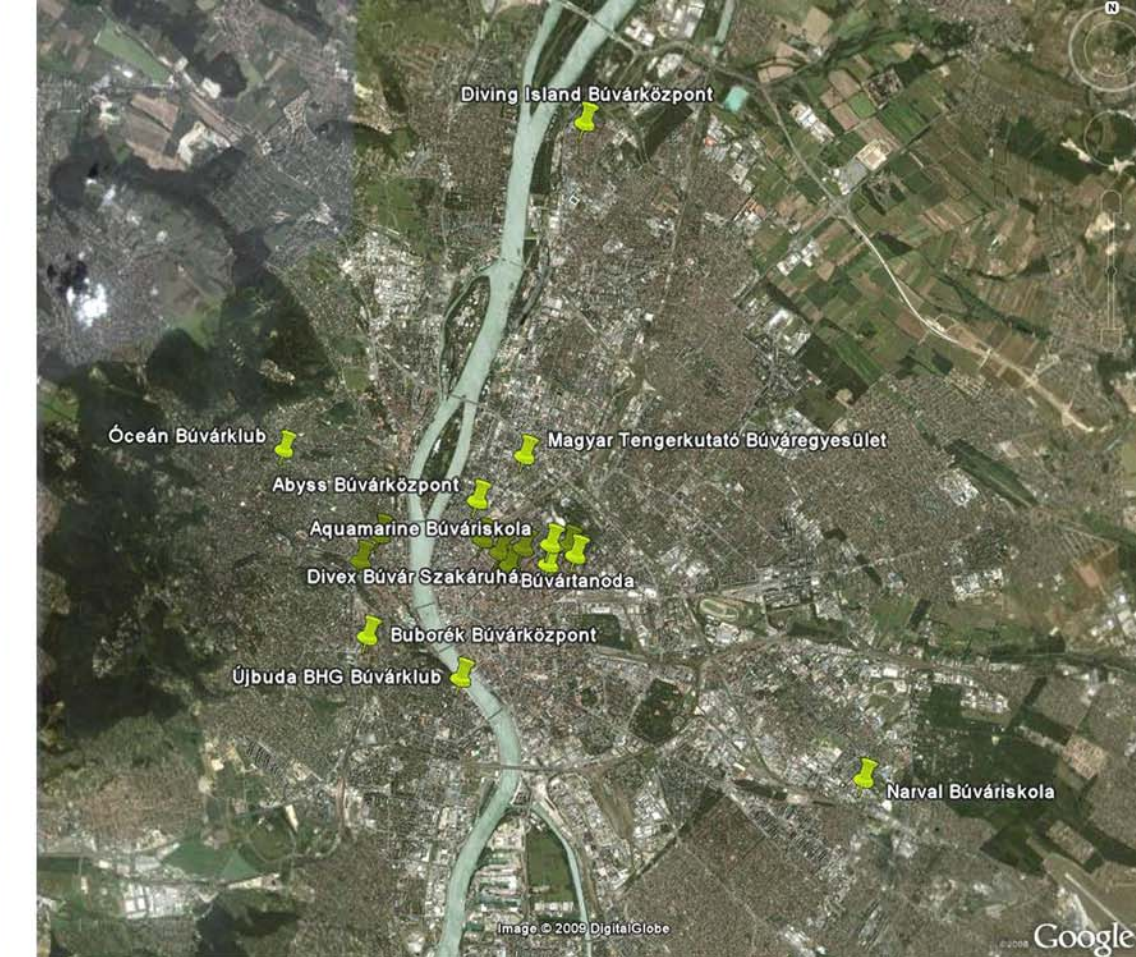 N
Diving Island Búvárközpont
Óceán Búvárklub
Magyar Tengerkutató Búváregyesület
Abyss Búvárközpont
Aquamarine Búváriskola
Divex Búvár Szakáruhá
Búvártanoda
Buborék Búvárközpont
Újbuda BHG Búvárklub
Narval Búváriskola
Image © 2009 DigitalGlobe
©2008 Google